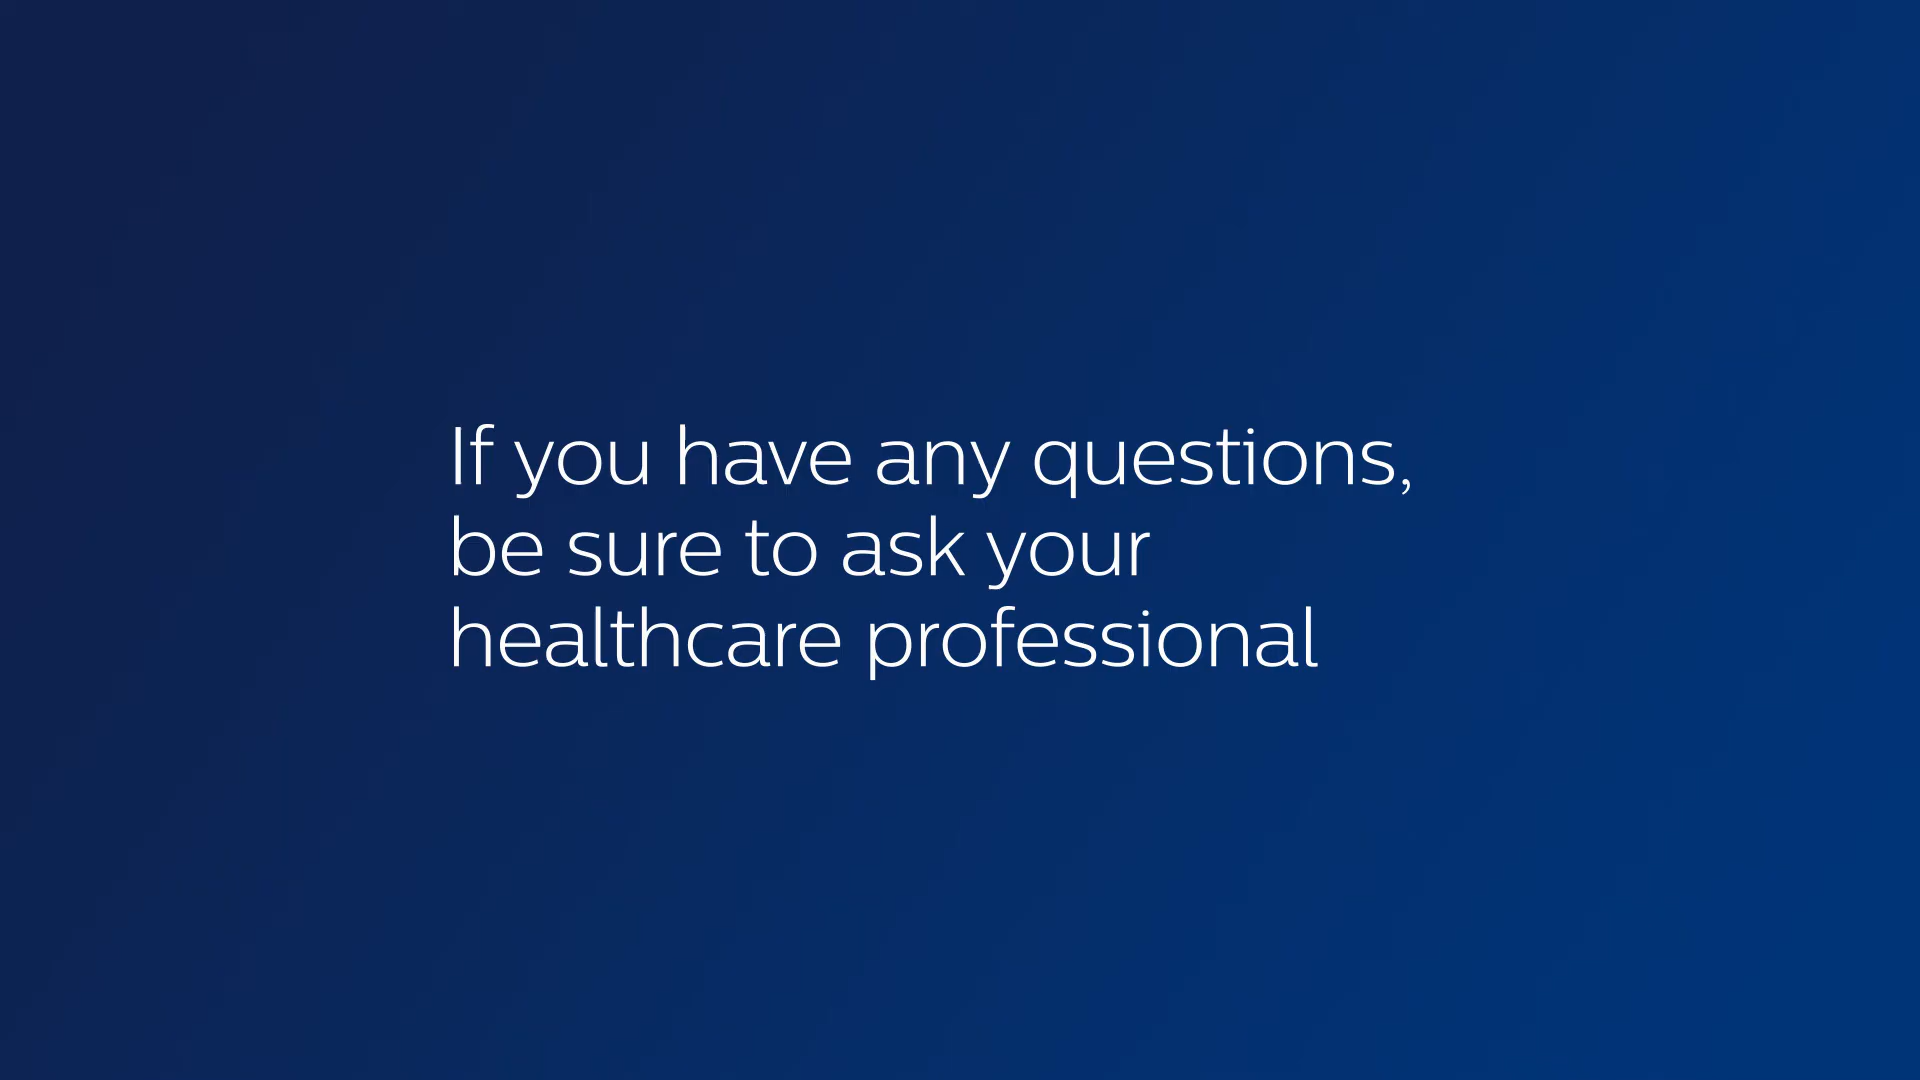 If you have any questions,
be sure to ask your
healthcare professional